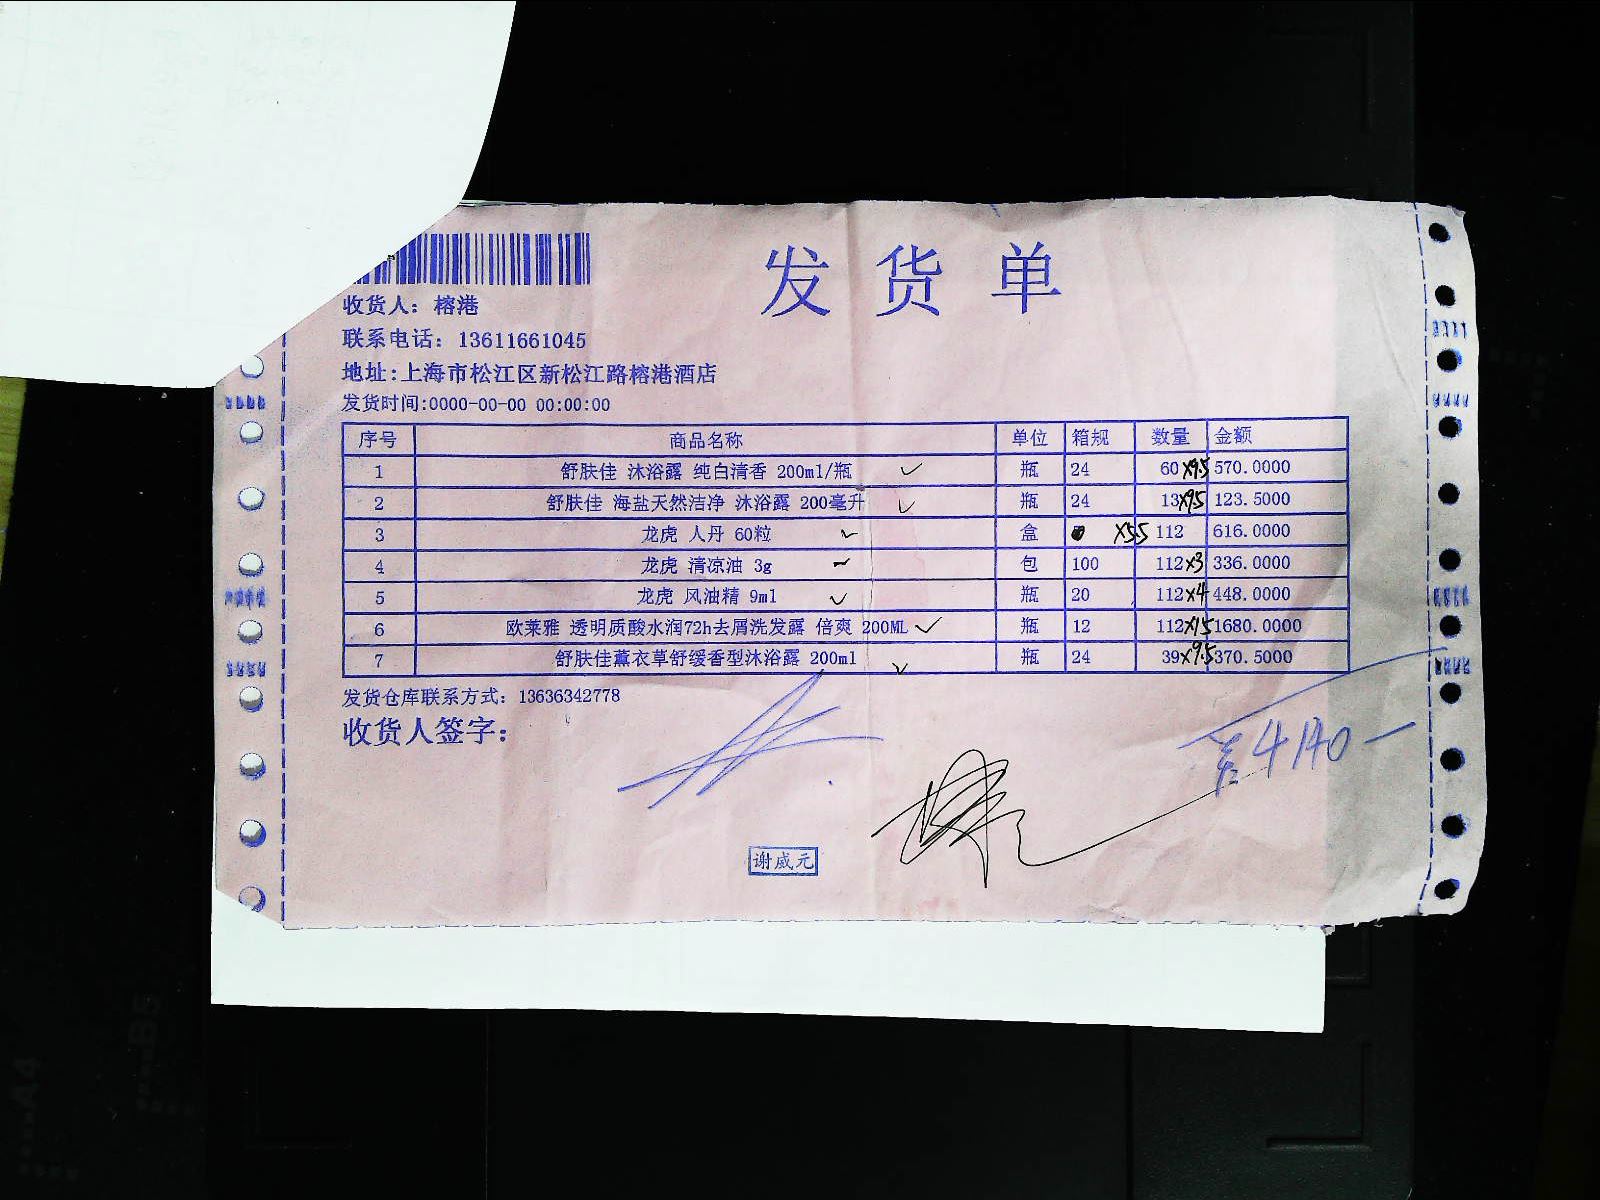 发货单
收货人：榕港
联系电话：13611661045
地址：上海市松江区新松江路榕港酒店
发货时间:0000-00-00 00:00:00
序号 商品名称 单位 箱规 数量 金额
1 舒肤佳 沐浴露 纯白清香 200ml/瓶 ✓ 瓶 24 60 ×9.5 570.0000
2 舒肤佳 海盐天然洁净 沐浴露 200毫升 ✓ 瓶 24 13 ×9.5 123.5000
3 龙虎 人丹 60粒 ✓ 盒 ×5.5 112 616.0000
4 龙虎 清凉油 3g 包 100 112 ×3 336.0000
5 龙虎 风油精 9ml ✓ 瓶 20 112 ×4 448.0000
6 欧莱雅 透明质酸水润72h去屑洗发露 倍爽 200ML ✓ 瓶 12 112 ×15 1680.0000
7 舒肤佳薰衣草舒缓香型沐浴露 200ml ✓ 瓶 24 39 ×9.5 370.5000
发货仓库联系方式：13636342778
收货人签字：
谢威元
A4
B5